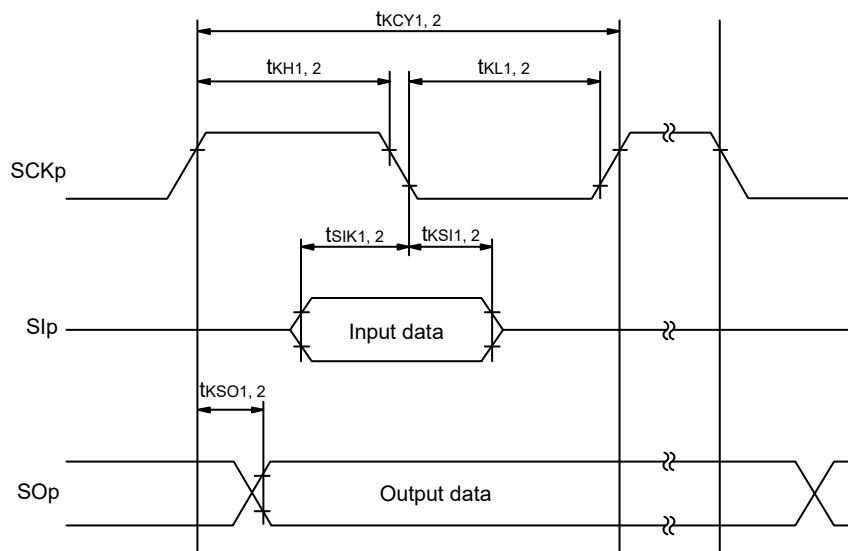 tKCY1, 2
tKH1, 2
tKL1, 2
SCKp
tSIK1, 2
tKSI1, 2
SIp
Input data
tKSO1, 2
SOp
Output data